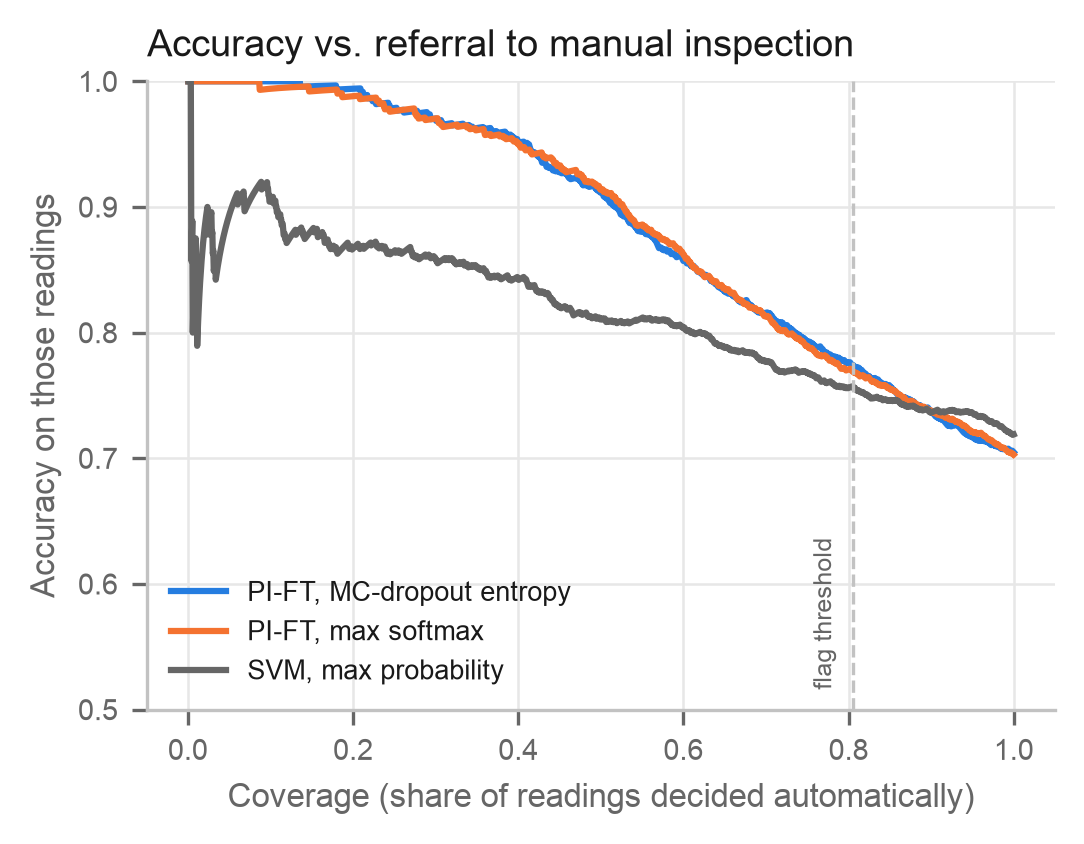 Accuracy vs. referral to manual inspection
1.0
0.9
0.8
0.7
0.6
0.5
Accuracy on those readings
flag threshold
PI-FT, MC-dropout entropy
PI-FT, max softmax
SVM, max probability
0.0 0.2 0.4 0.6 0.8 1.0
Coverage (share of readings decided automatically)